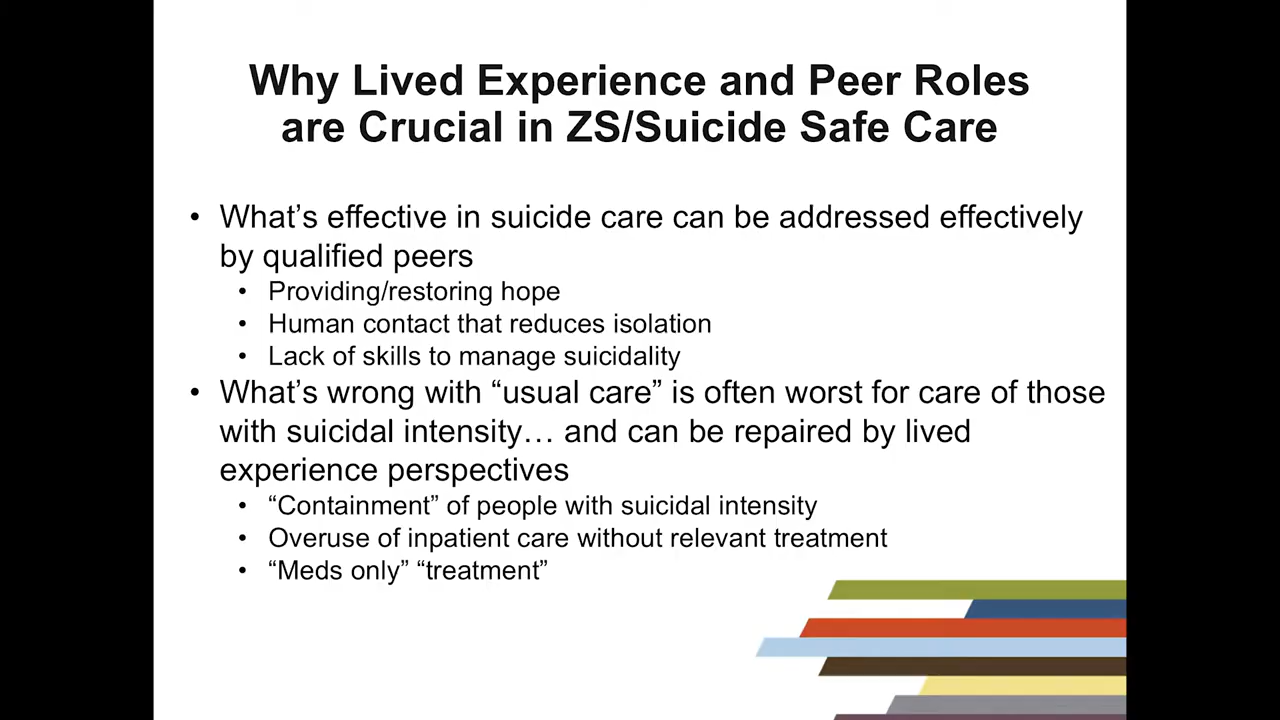 Why Lived Experience and Peer Roles
are Crucial in ZS/Suicide Safe Care
• What’s effective in suicide care can be addressed effectively
by qualified peers
• Providing/restoring hope
• Human contact that reduces isolation
• Lack of skills to manage suicidality
• What’s wrong with “usual care” is often worst for care of those
with suicidal intensity… and can be repaired by lived
experience perspectives
• “Containment” of people with suicidal intensity
• Overuse of inpatient care without relevant treatment
• “Meds only” “treatment”